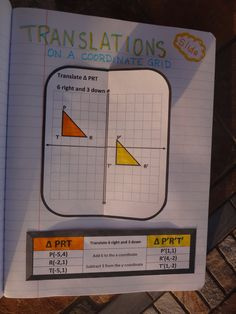 TRANSLATIONS
Slide
ON A COORDINATE GRID
Translate Δ PRT
6 right and 3 down
P
T R
P'
T' R'
Δ PRT Translate 6 right and 3 down Δ P'R'T'
P(-5,4) P'(1,1)
Add 6 to the x coordinate
R(-2,1) R'(4,-2)
Subtract 3 from the y coordinate
T(-5,1) T'(1,-2)